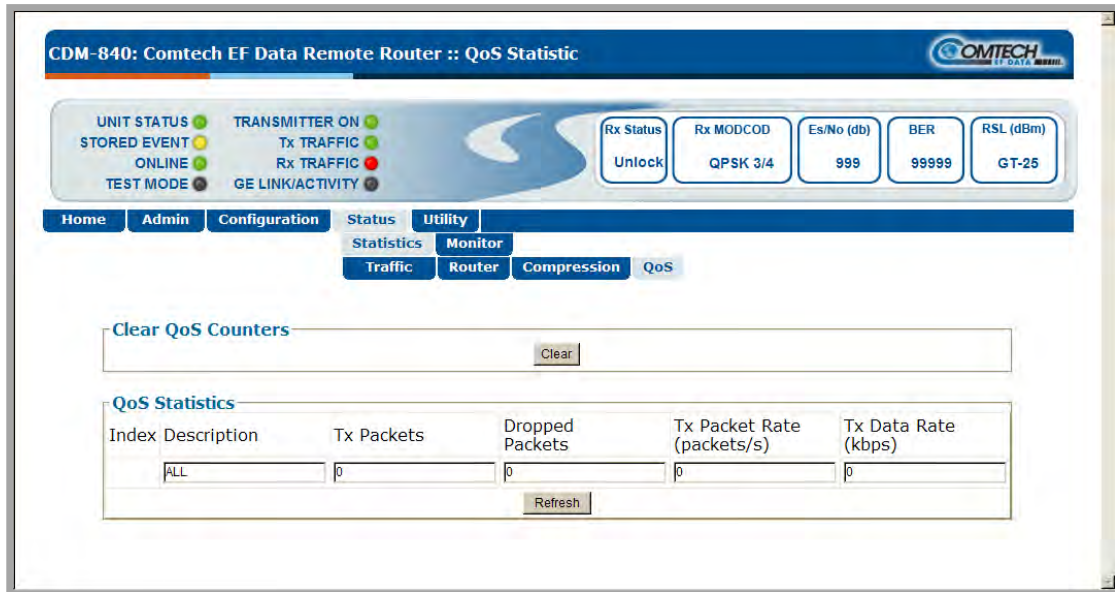 CDM-840: Comtech EF Data Remote Router :: QoS Statistic
COMTECH
EF DATA
UNIT STATUS TRANSMITTER ON
STORED EVENT Tx TRAFFIC
ONLINE Rx TRAFFIC
TEST MODE GE LINK/ACTIVITY
Rx Status Rx MODCOD Es/No (db) BER RSL (dBm)
Unlock QPSK 3/4 999 99999 GT-25
Home Admin Configuration Status Utility
Statistics Monitor
Traffic Router Compression QoS
Clear QoS Counters
Clear
QoS Statistics
Index Description Tx Packets Dropped Packets Tx Packet Rate (packets/s) Tx Data Rate (kbps)
ALL 0 0 0 0
Refresh